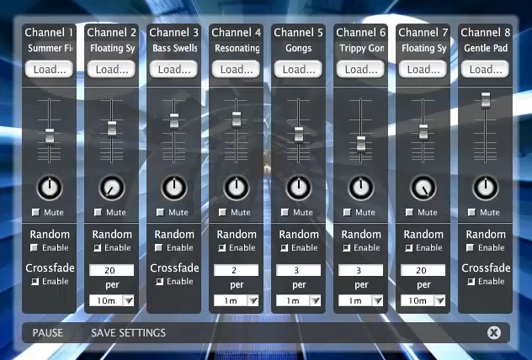 Channel 1
Summer Fi
Load...
Mute
Random
Enable
Crossfade
Enable
Channel 2
Floating Sy
Load...
Mute
Random
Enable
20
per
10m
Channel 3
Bass Swells
Load...
Mute
Random
Enable
Crossfade
Enable
Channel 4
Resonating
Load...
Mute
Random
Enable
2
per
1m
Channel 5
Gongs
Load...
Mute
Random
Enable
3
per
1m
Channel 6
Trippy Gon
Load...
Mute
Random
Enable
3
per
1m
Channel 7
Floating Sy
Load...
Mute
Random
Enable
20
per
10m
Channel 8
Gentle Pad
Load...
Mute
Random
Enable
Crossfade
Enable
PAUSE SAVE SETTINGS